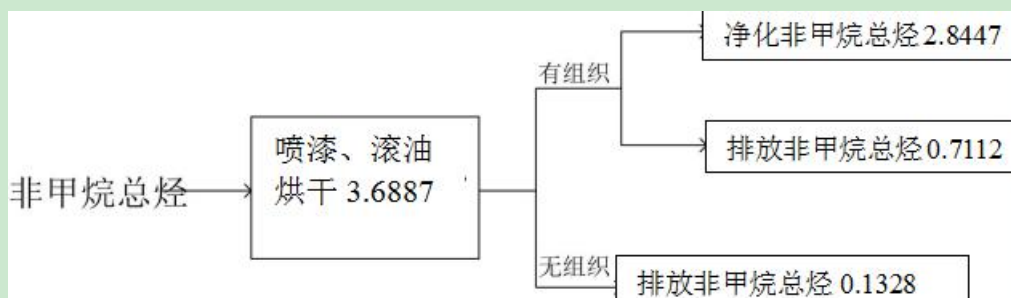 净化非甲烷总烃2.8447
有组织
喷漆、滚油
烘干 3.6887
排放非甲烷总烃0.7112
非甲烷总烃
无组织
排放非甲烷总烃 0.1328